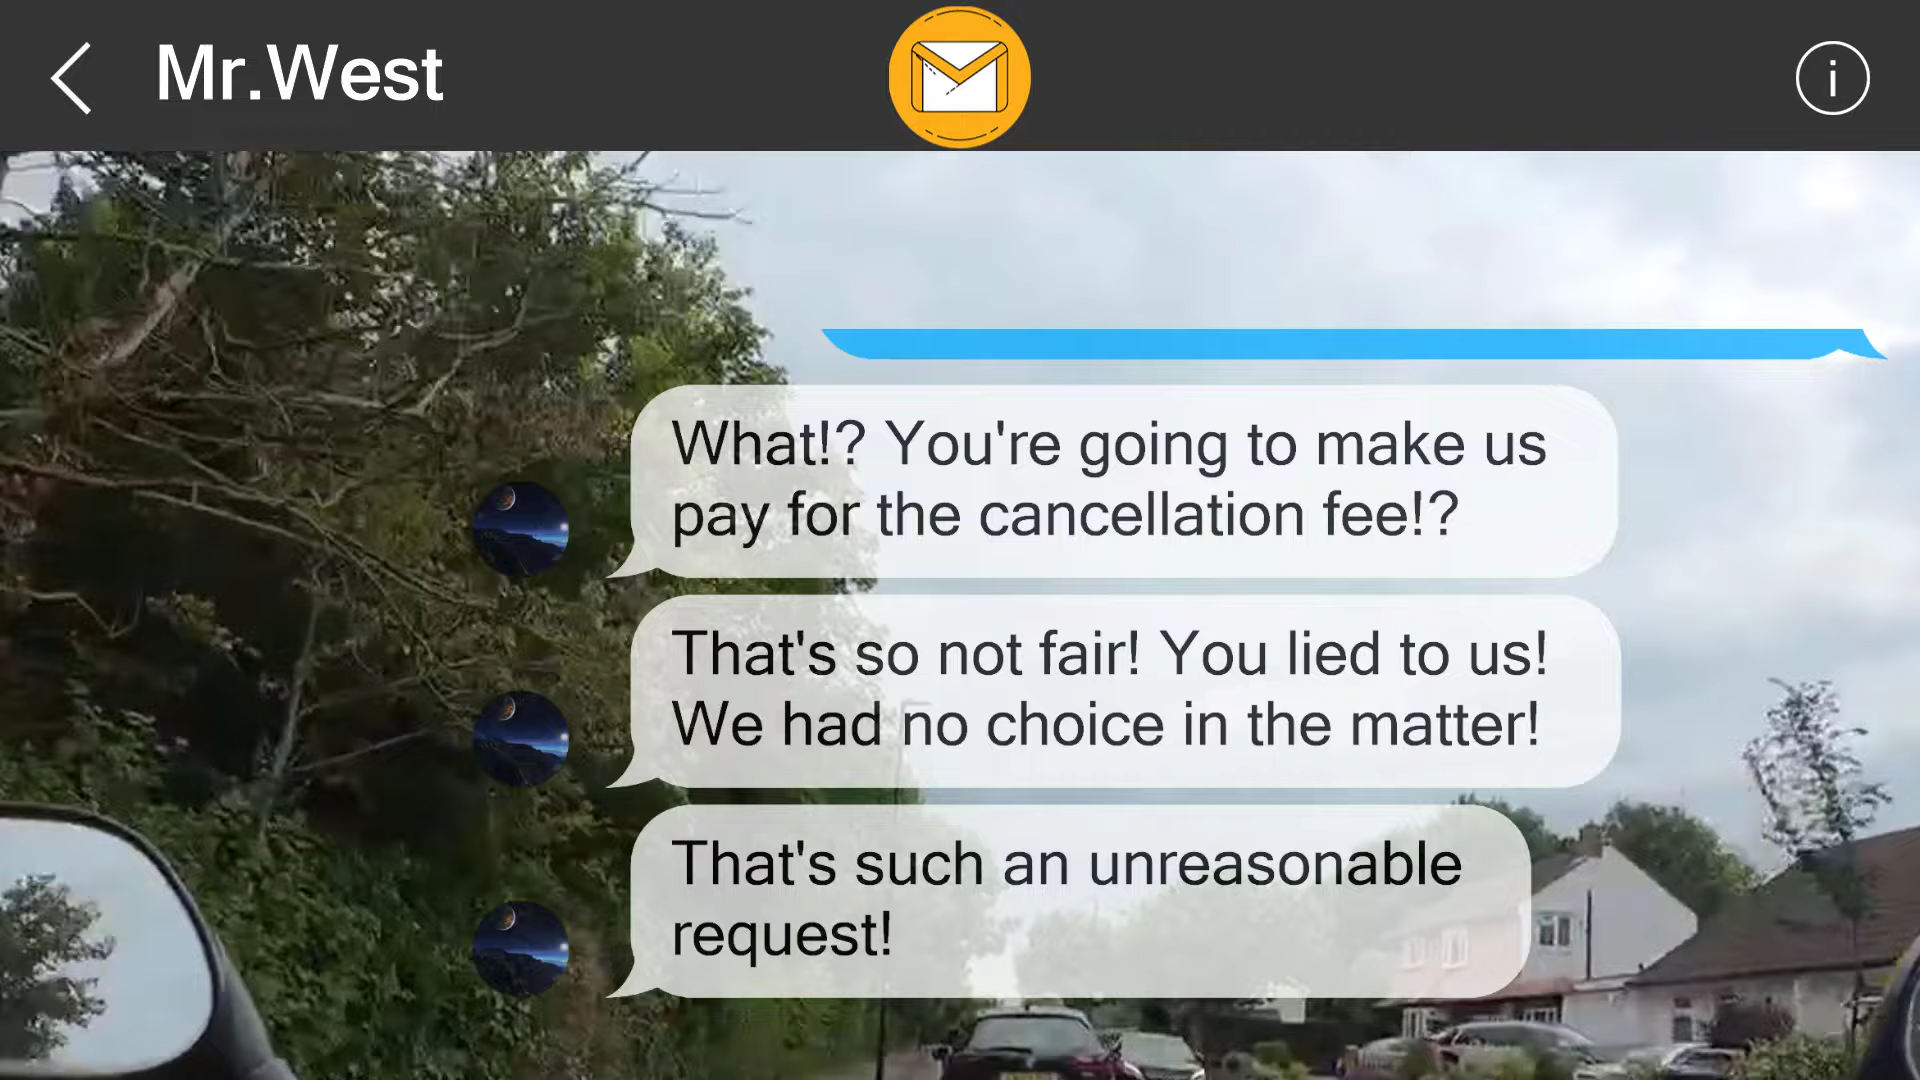 Mr.West
i
What!? You're going to make us
pay for the cancellation fee!?
That's so not fair! You lied to us!
We had no choice in the matter!
That's such an unreasonable
request!